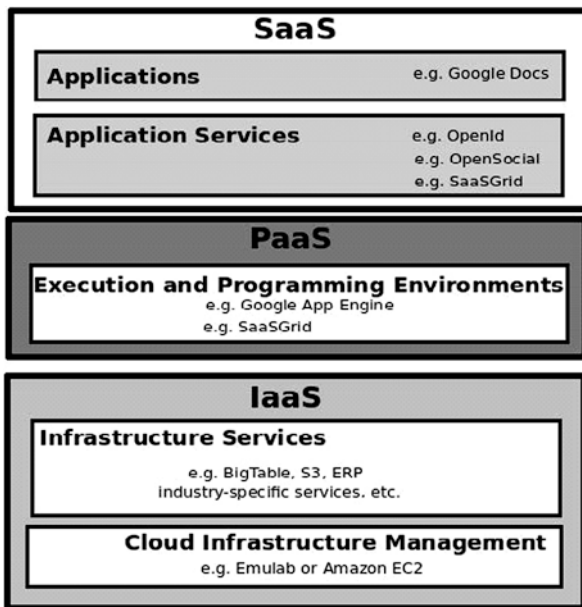 SaaS
Applications e.g. Google Docs
Application Services e.g. OpenId
e.g. OpenSocial
e.g. SaaSGrid
PaaS
Execution and Programming Environments
e.g. Google App Engine
e.g. SaaSGrid
IaaS
Infrastructure Services
e.g. BigTable, S3, ERP
industry-specific services. etc.
Cloud Infrastructure Management
e.g. Emulab or Amazon EC2